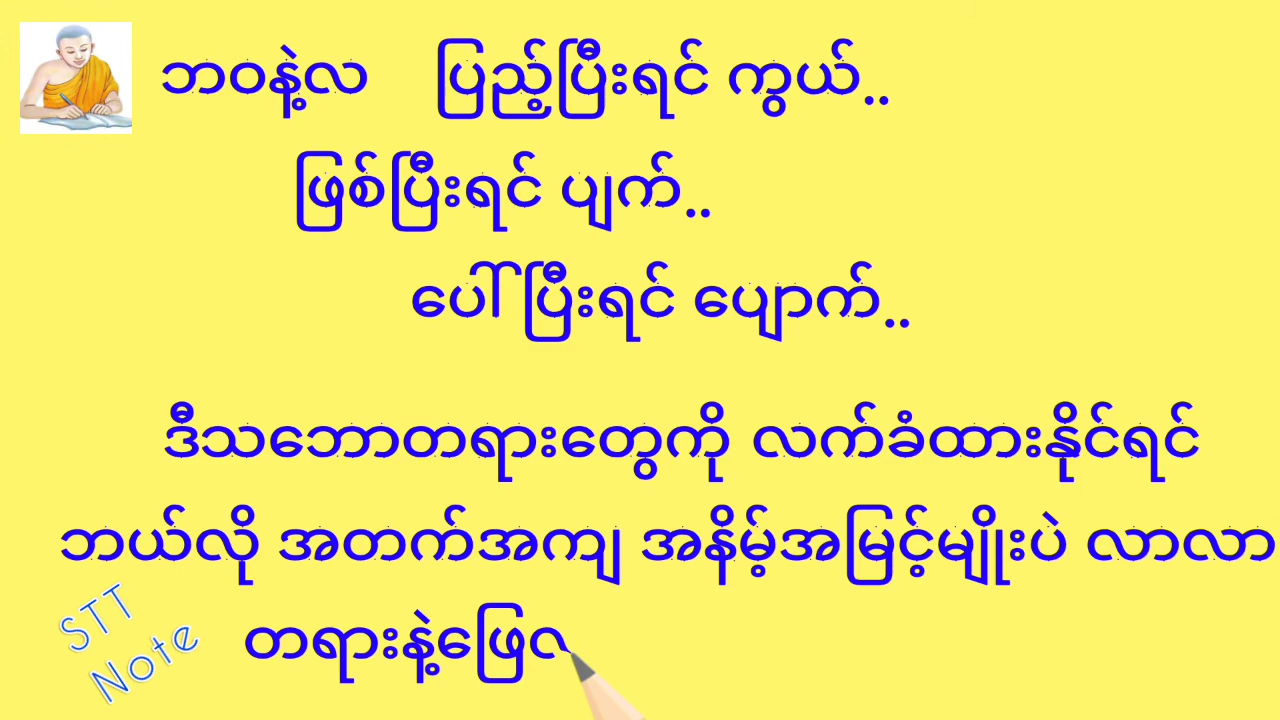 ဘဝနဲ့လ ပြည့်ပြီးရင် ကွယ်..
ဖြစ်ပြီးရင် ပျက်..
ပေါ်ပြီးရင် ပျောက်..
ဒီသဘောတရားတွေကို လက်ခံထားနိုင်ရင်
ဘယ်လို အတက်အကျ အနိမ့်အမြင့်မျိုးပဲ လာလာ
တရားနဲ့ဖြေ
STT
Note